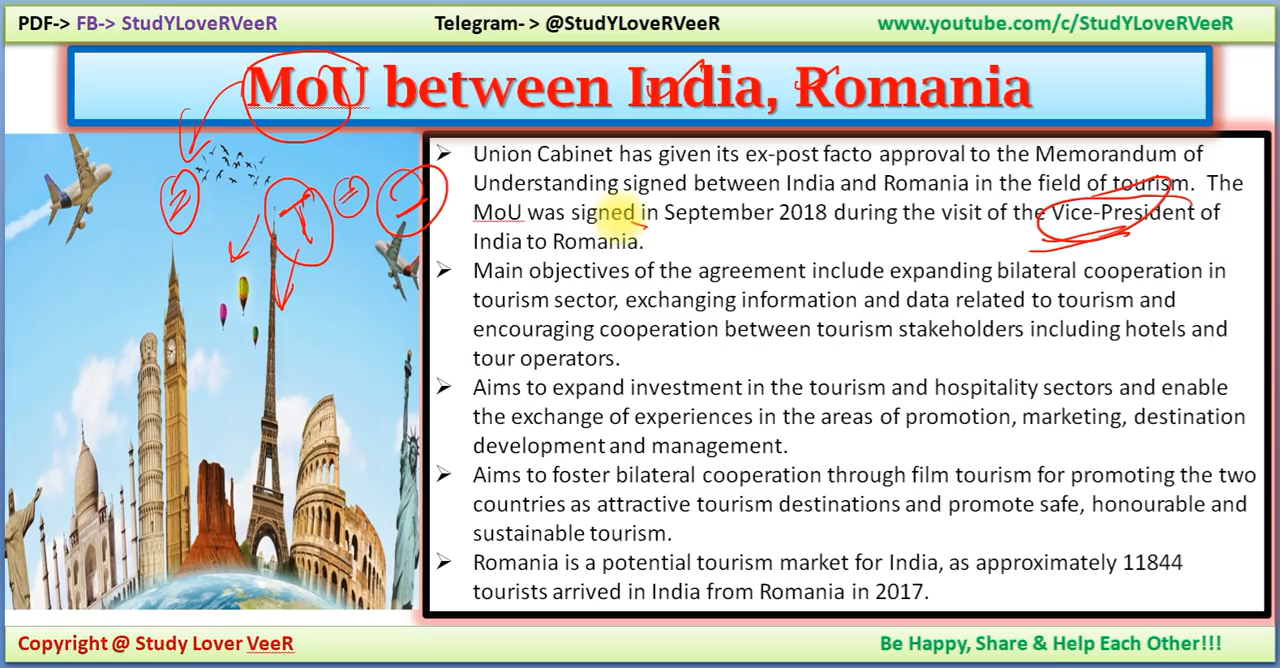 PDF-> FB-> StudYLoveRVeeR
Telegram- > @StudYLoveRVeeR
www.youtube.com/c/StudYLoveRVeeR
MoU between India, Romania
➢ Union Cabinet has given its ex-post facto approval to the Memorandum of
Understanding signed between India and Romania in the field of tourism. The
MoU was signed in September 2018 during the visit of the Vice-President of
India to Romania.
➢ Main objectives of the agreement include expanding bilateral cooperation in
tourism sector, exchanging information and data related to tourism and
encouraging cooperation between tourism stakeholders including hotels and
tour operators.
➢ Aims to expand investment in the tourism and hospitality sectors and enable
the exchange of experiences in the areas of promotion, marketing, destination
development and management.
➢ Aims to foster bilateral cooperation through film tourism for promoting the two
countries as attractive tourism destinations and promote safe, honourable and
sustainable tourism.
➢ Romania is a potential tourism market for India, as approximately 11844
tourists arrived in India from Romania in 2017.
Copyright @ Study Lover VeeR
Be Happy, Share & Help Each Other!!!